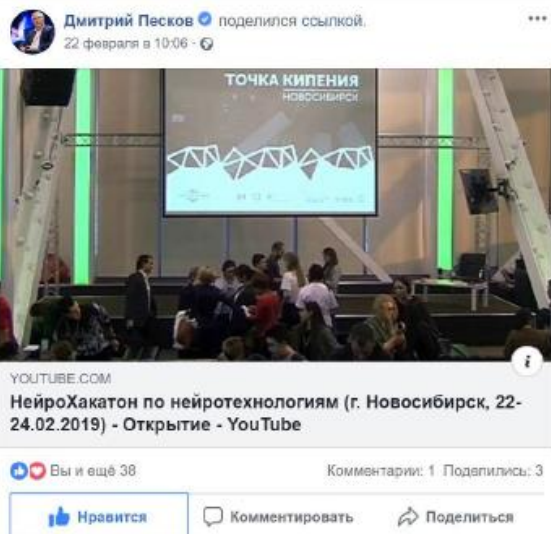 Дмитрий Песков поделился ссылкой.
22 февраля в 10:06 ·
ТОЧКА КИПЕНИЯ
НОВОСИБИРСК
YOUTUBE.COM
НейроХакатон по нейротехнологиям (г. Новосибирск, 22-
24.02.2019) - Открытие - YouTube
Вы и ещё 38 Комментарии: 1 Поделились: 3
Нравится Комментировать Поделиться